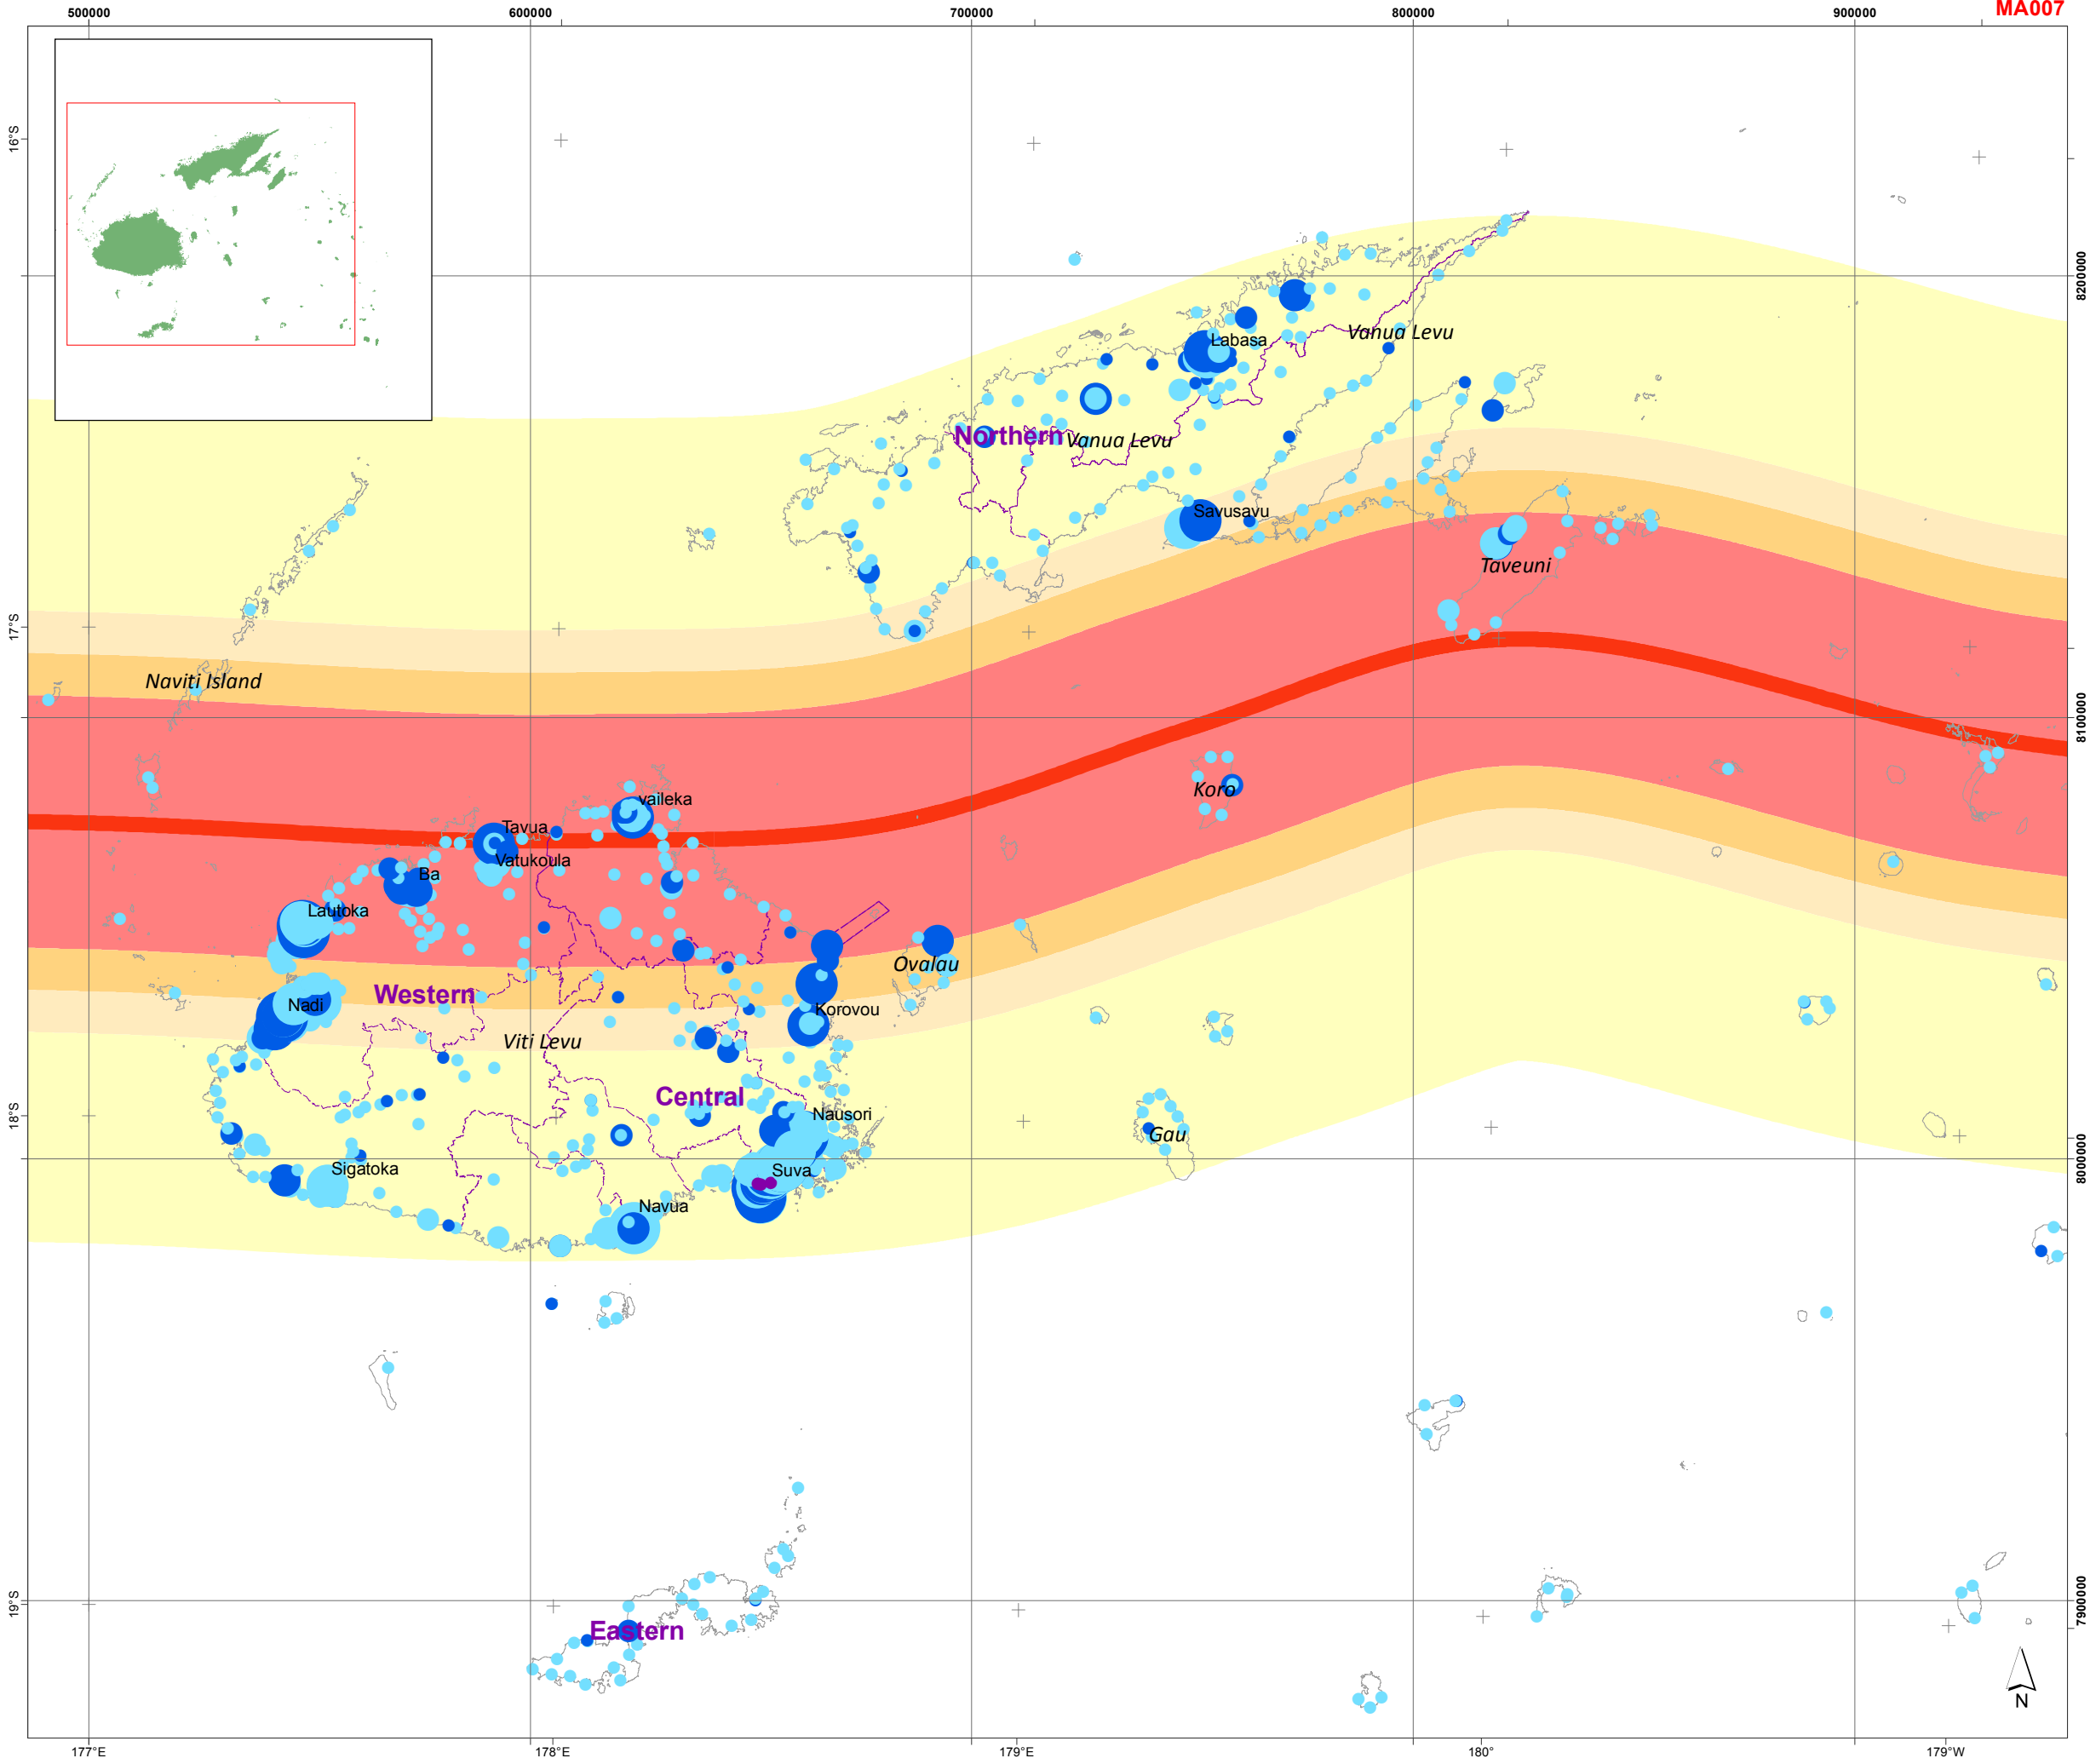 500000 600000 700000 800000 900000
MA007
16°S
8200000
Labasa
Vanua Levu
Northern
Vanua Levu
Savusavu
Taveuni
17°S
Naviti Island
8100000
Koro
vaileka
Tavua
Vatukoula
Ba
Lautoka
Ovalau
Western
Nadi
Korovou
Viti Levu
Central
Nausori
18°S
Gau
8000000
Suva
Sigatoka
Navua
19°S
7900000
Eastern
N
177°E 178°E 179°E 180° 179°W